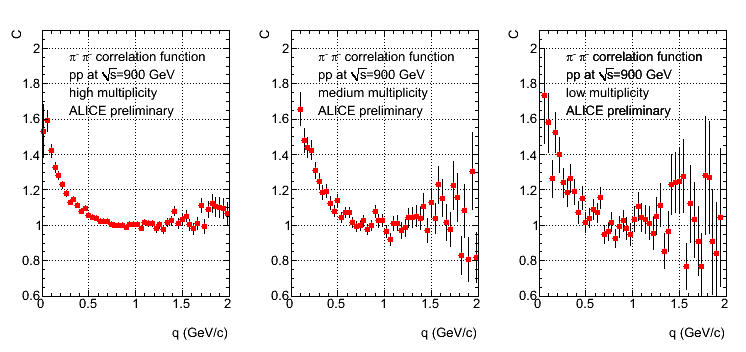 C
π⁻ π⁻ correlation function
pp at √s=900 GeV
high multiplicity
ALICE preliminary
2
1.8
1.6
1.4
1.2
1
0.8
0.6
0 0.5 1 1.5 2
q (GeV/c)
C
π⁻ π⁻ correlation function
pp at √s=900 GeV
medium multiplicity
ALICE preliminary
2
1.8
1.6
1.4
1.2
1
0.8
0.6
0 0.5 1 1.5 2
q (GeV/c)
C
π⁻ π⁻ correlation function
pp at √s=900 GeV
low multiplicity
ALICE preliminary
2
1.8
1.6
1.4
1.2
1
0.8
0.6
0 0.5 1 1.5 2
q (GeV/c)